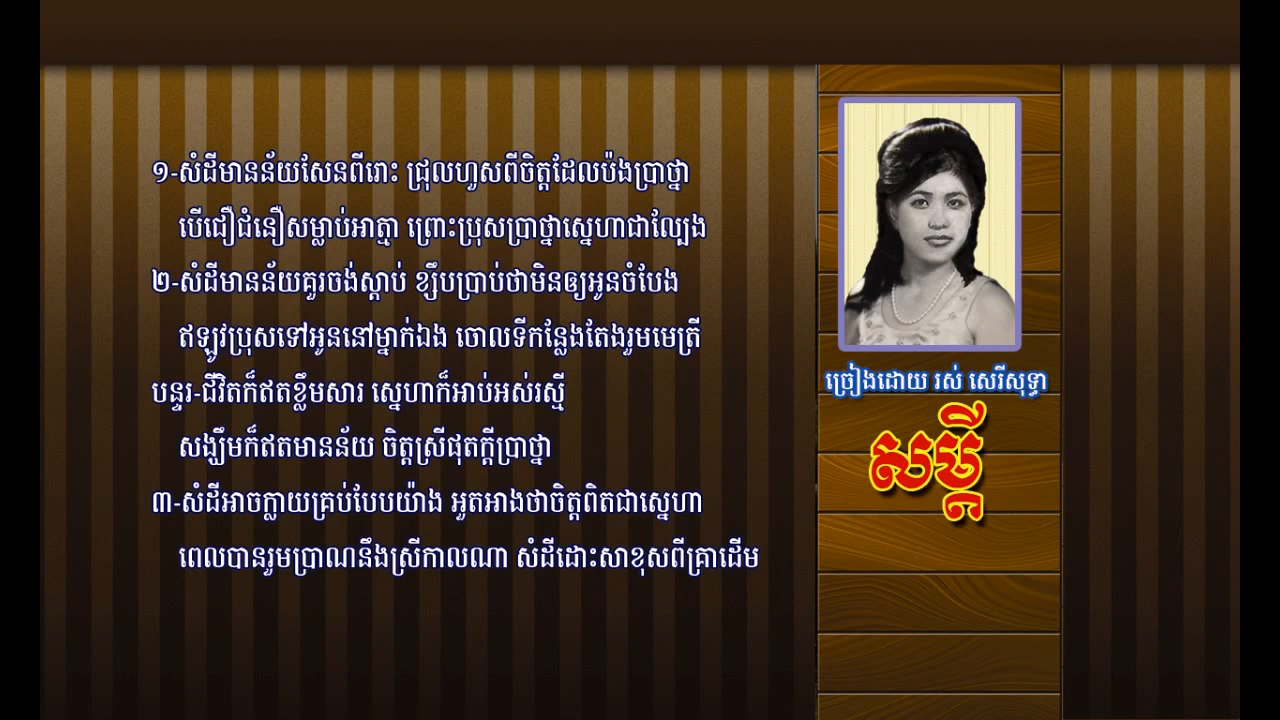 ១-សំដីមានន័យសែនពីរោះ ជ្រុលហួសពីចិត្តដែលប៉ងប្រាថ្នា
បើជឿជំនឿសម្លាប់អាត្មា ព្រោះប្រុសប្រាថ្នាស្នេហាជាល្បែង
២-សំដីមានន័យគួរចង់ស្តាប់ ខ្សឹបប្រាប់ថាមិនឲ្យអូនចំបែង
ឥឡូវប្រុសទៅអូននៅម្នាក់ឯង ចោលទីកន្លែងតែងរួមមេត្រី
បន្ទរ-ជីវិតក៏ឥតខ្លឹមសារ ស្នេហាក៏អាប់អស់រស្មី
សង្ឃឹមក៏ឥតមានន័យ ចិត្តស្រីផុតក្តីប្រាថ្នា
៣-សំដីអាចក្លាយគ្រប់បែបយ៉ាង អួតអាងថាចិត្តពិតជាស្នេហា
ពេលបានរួមប្រាណនឹងស្រីកាលណា សំដីដោះសាខុសពីគ្រាដើម
ច្រៀងដោយ រស់ សេរីសុទ្ធា
សម្តី